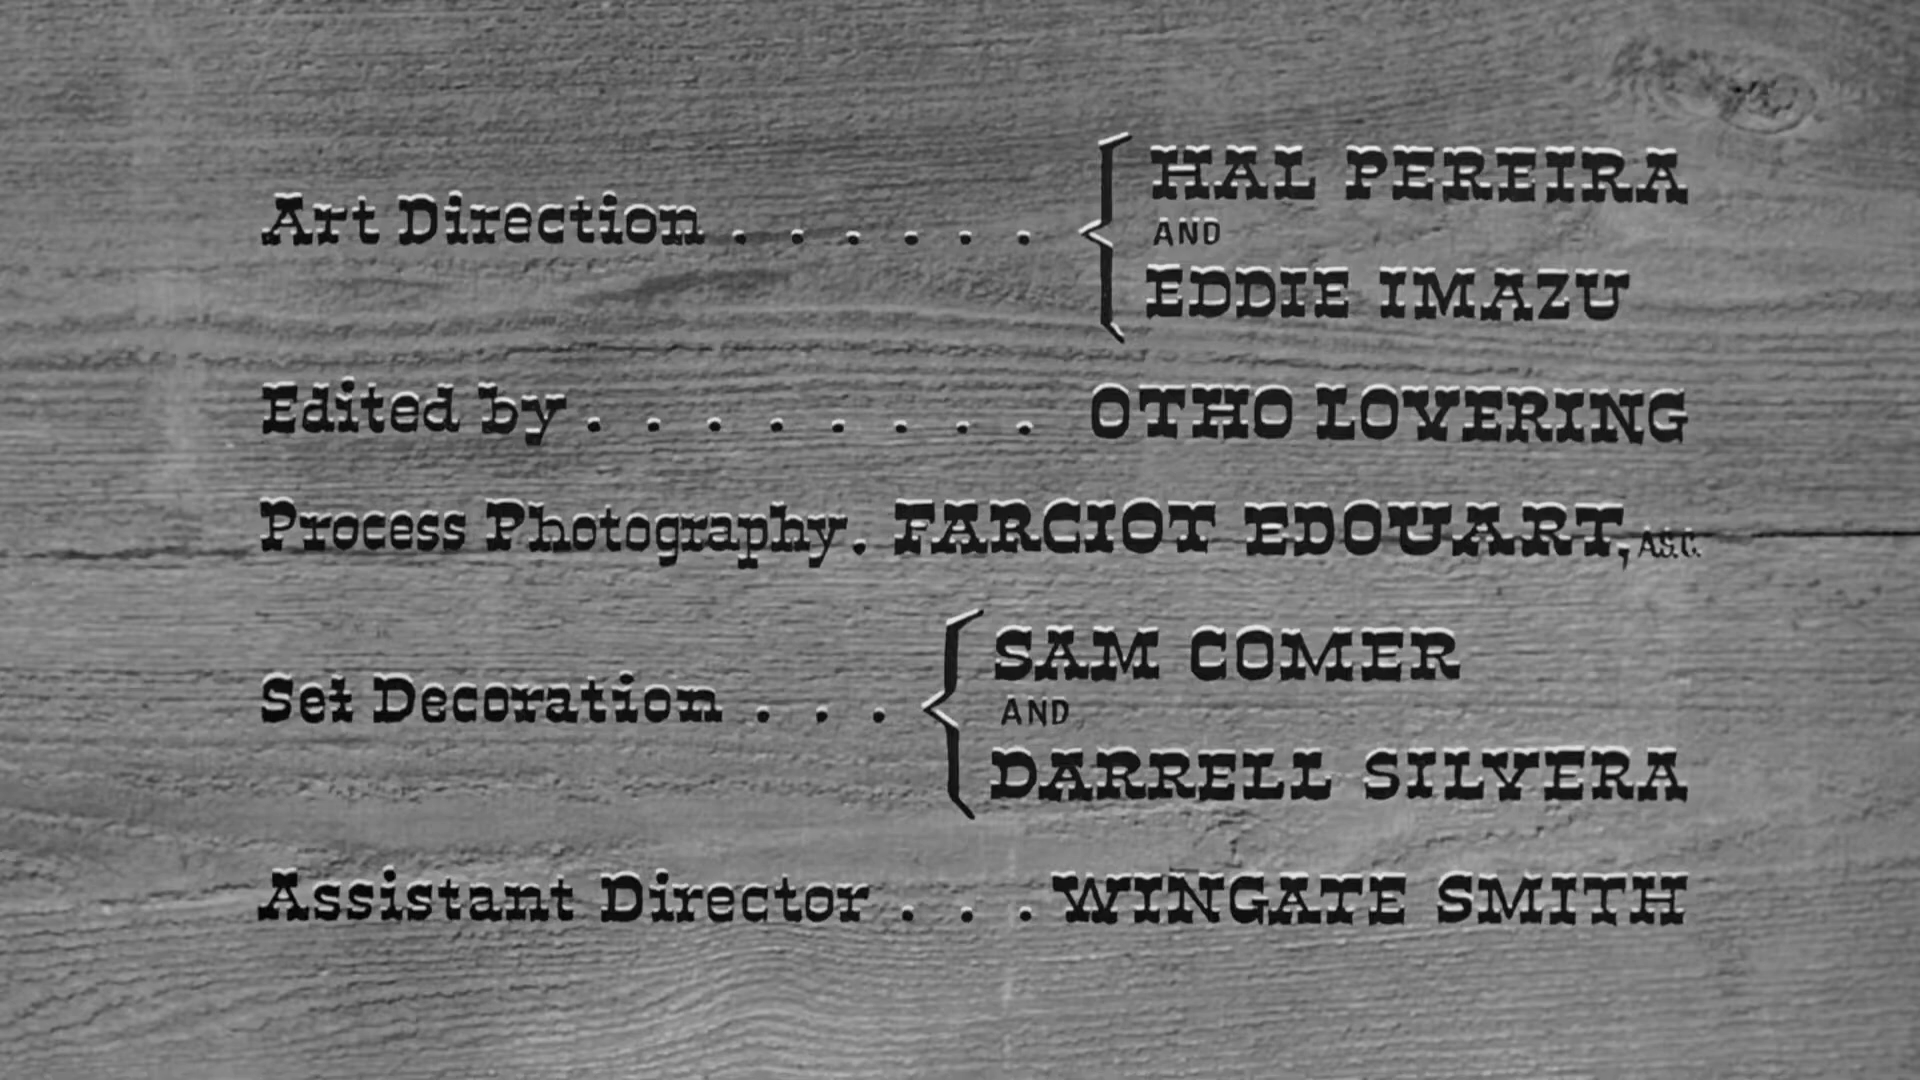 Art Direction . . . . . . HAL PEREIRA
AND
EDDIE IMAZU
Edited by . . . . . . . . OTHO LOVERING
Process Photography . FARCIOT EDOUART, A.S.C.
Set Decoration . . . SAM COMER
AND
DARRELL SILVERA
Assistant Director . . . WINGATE SMITH